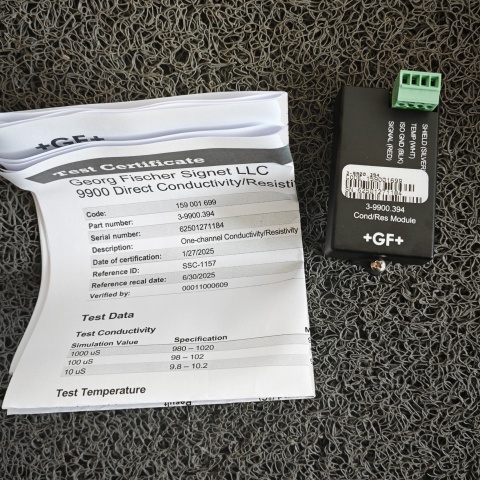 +GF+
Test Certificate
Georg Fischer Signet LLC
9900 Direct Conductivity/Resisti
Code: 159 001 699
Part number: 3-9900.394
Serial number: 62501271184
Description: One-channel Conductivity/Resistivity
Date of certification: 1/27/2025
Reference ID: SSC-1157
Reference recal date: 6/30/2025
Verified by: 00011000609
Test Data
Test Conductivity
Simulation Value Specification
1000 uS 980 – 1020
100 uS 98 – 102
10 uS 9.8 – 10.2
Test Temperature
SHIELD (SILVER)
TEMP (WHT)
ISO GND (BLK)
SIGNAL (RED)
3-9900.394
3-9900.394
Cond/Res Module
+GF+